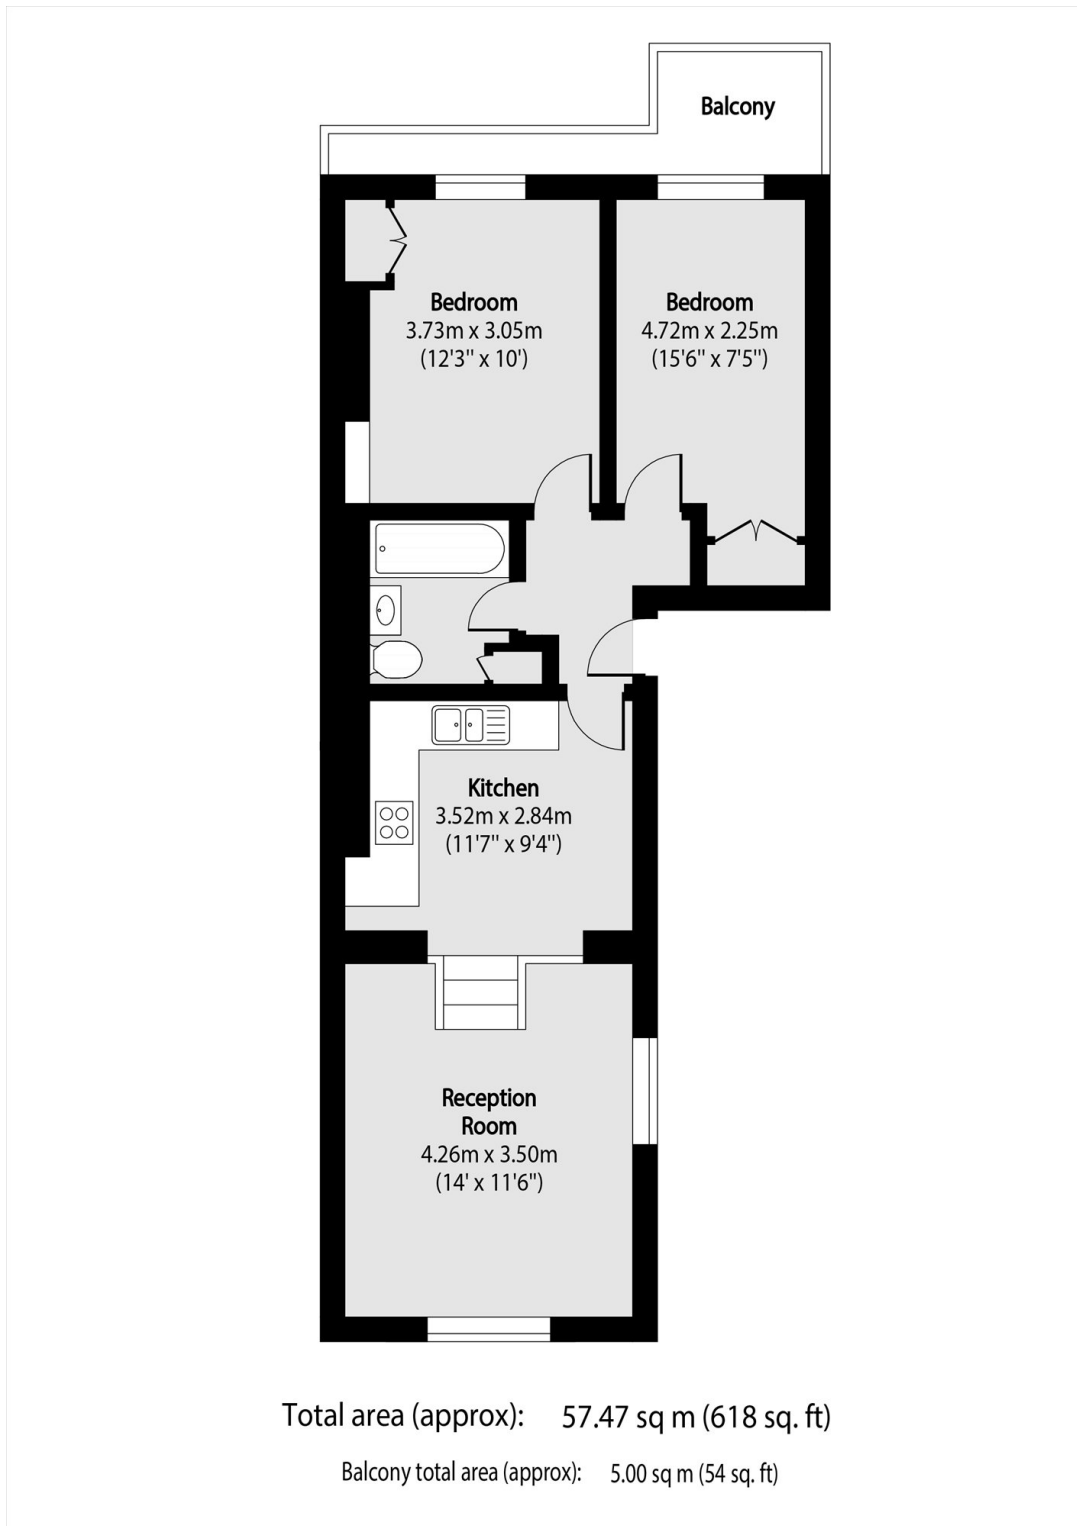 Balcony
Bedroom
3.73m x 3.05m
(12'3" x 10')
Bedroom
4.72m x 2.25m
(15'6" x 7'5")
Kitchen
3.52m x 2.84m
(11'7" x 9'4")
Reception
Room
4.26m x 3.50m
(14' x 11'6")
Total area (approx): 57.47 sq m (618 sq. ft)
Balcony total area (approx): 5.00 sq m (54 sq. ft)